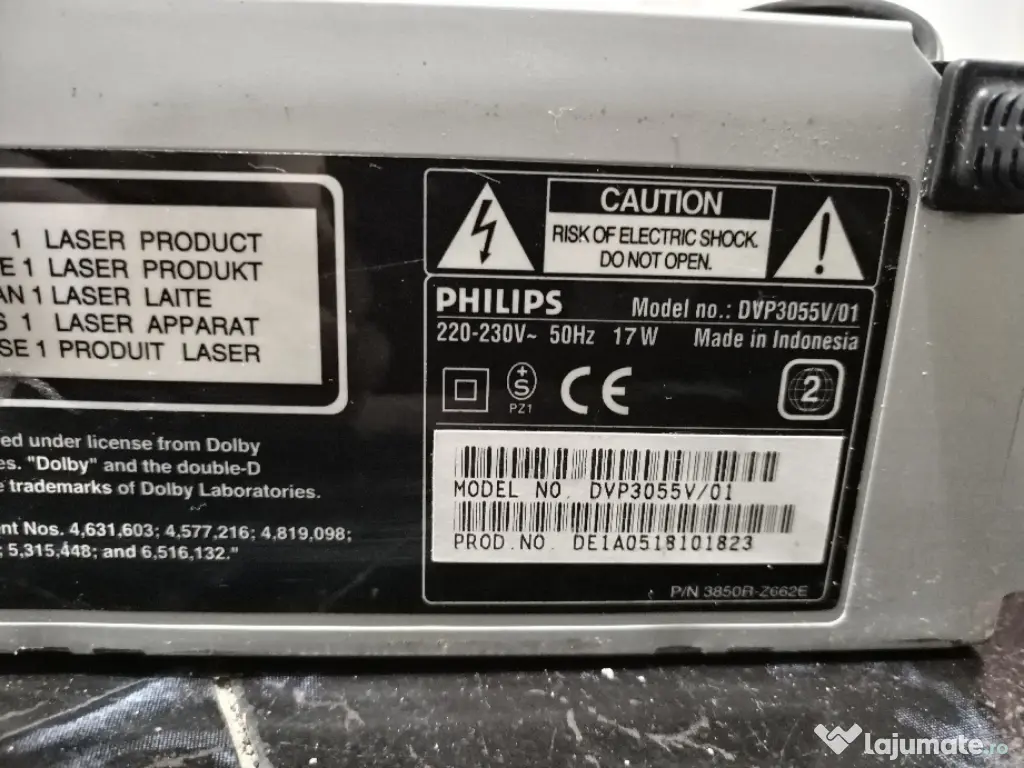 1 LASER PRODUCT
E 1 LASER PRODUKT
AN 1 LASER LAITE
S 1 LASER APPARAT
SE 1 PRODUIT LASER
ed under license from Dolby
es. "Dolby" and the double-D
e trademarks of Dolby Laboratories.
nt Nos. 4,631,603; 4,577,216; 4,819,098;
; 5,315,448; and 6,516,132."
CAUTION
RISK OF ELECTRIC SHOCK.
DO NOT OPEN.
PHILIPS Model no.: DVP3055V/01
220-230V~ 50Hz 17W Made in Indonesia
S
PZ1
CE
2
MODEL NO. DVP3055V/01
PROD.NO. DE1A0518101823
P/N 3850R-Z662E
Lajumate.ro